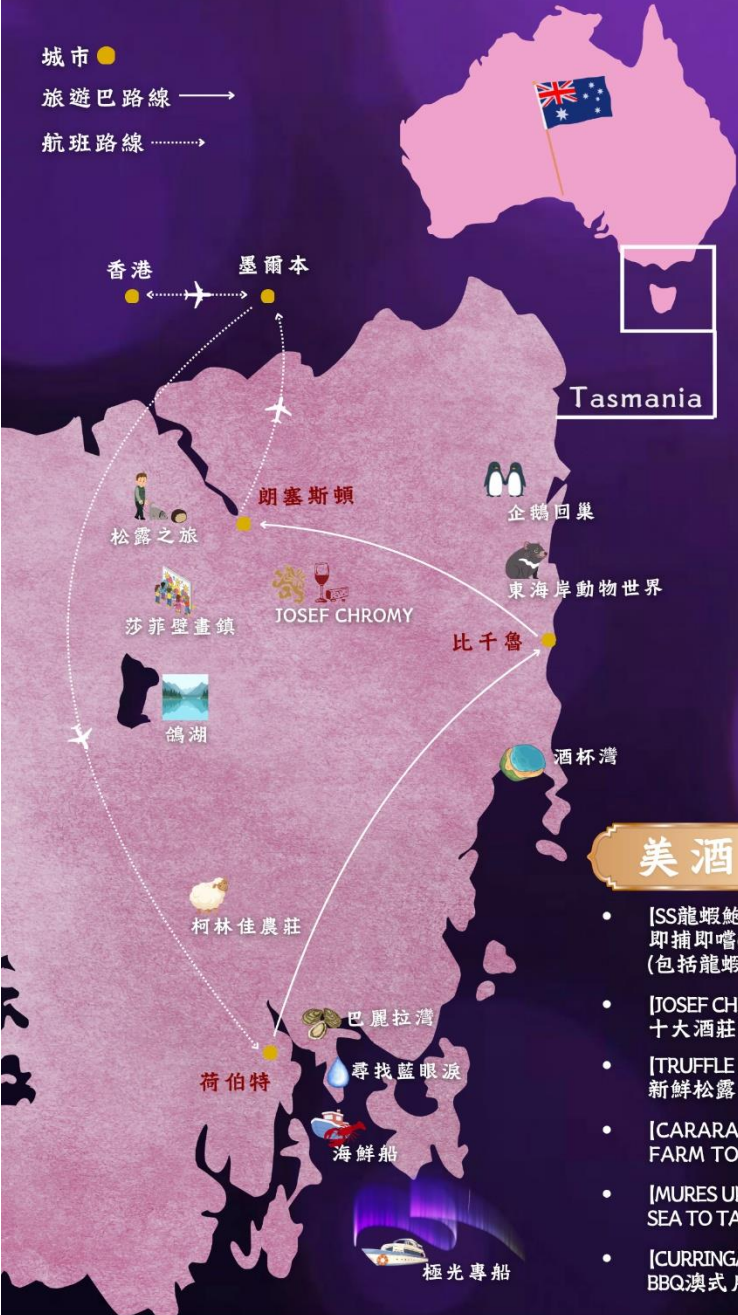 城市
旅遊巴路線
航班路線
香港
墨爾本
Tasmania
朗塞斯頓
松露之旅
企鵝回巢
東海岸動物世界
JOSEF CHROMY
莎菲壁畫鎮
比千魯
鴿湖
酒杯灣
美酒
柯林佳農莊
• [SS龍蝦鮑
即捕即嚐
(包括龍蝦
巴麗拉灣
• [JOSEF CH
十大酒莊
荷伯特
尋找藍眼淚
• [TRUFFLE
新鮮松露
海鮮船
• [CARARA
FARM TO
• [MURES U
SEA TO TA
極光專船
• [CURRING
BBQ澳式